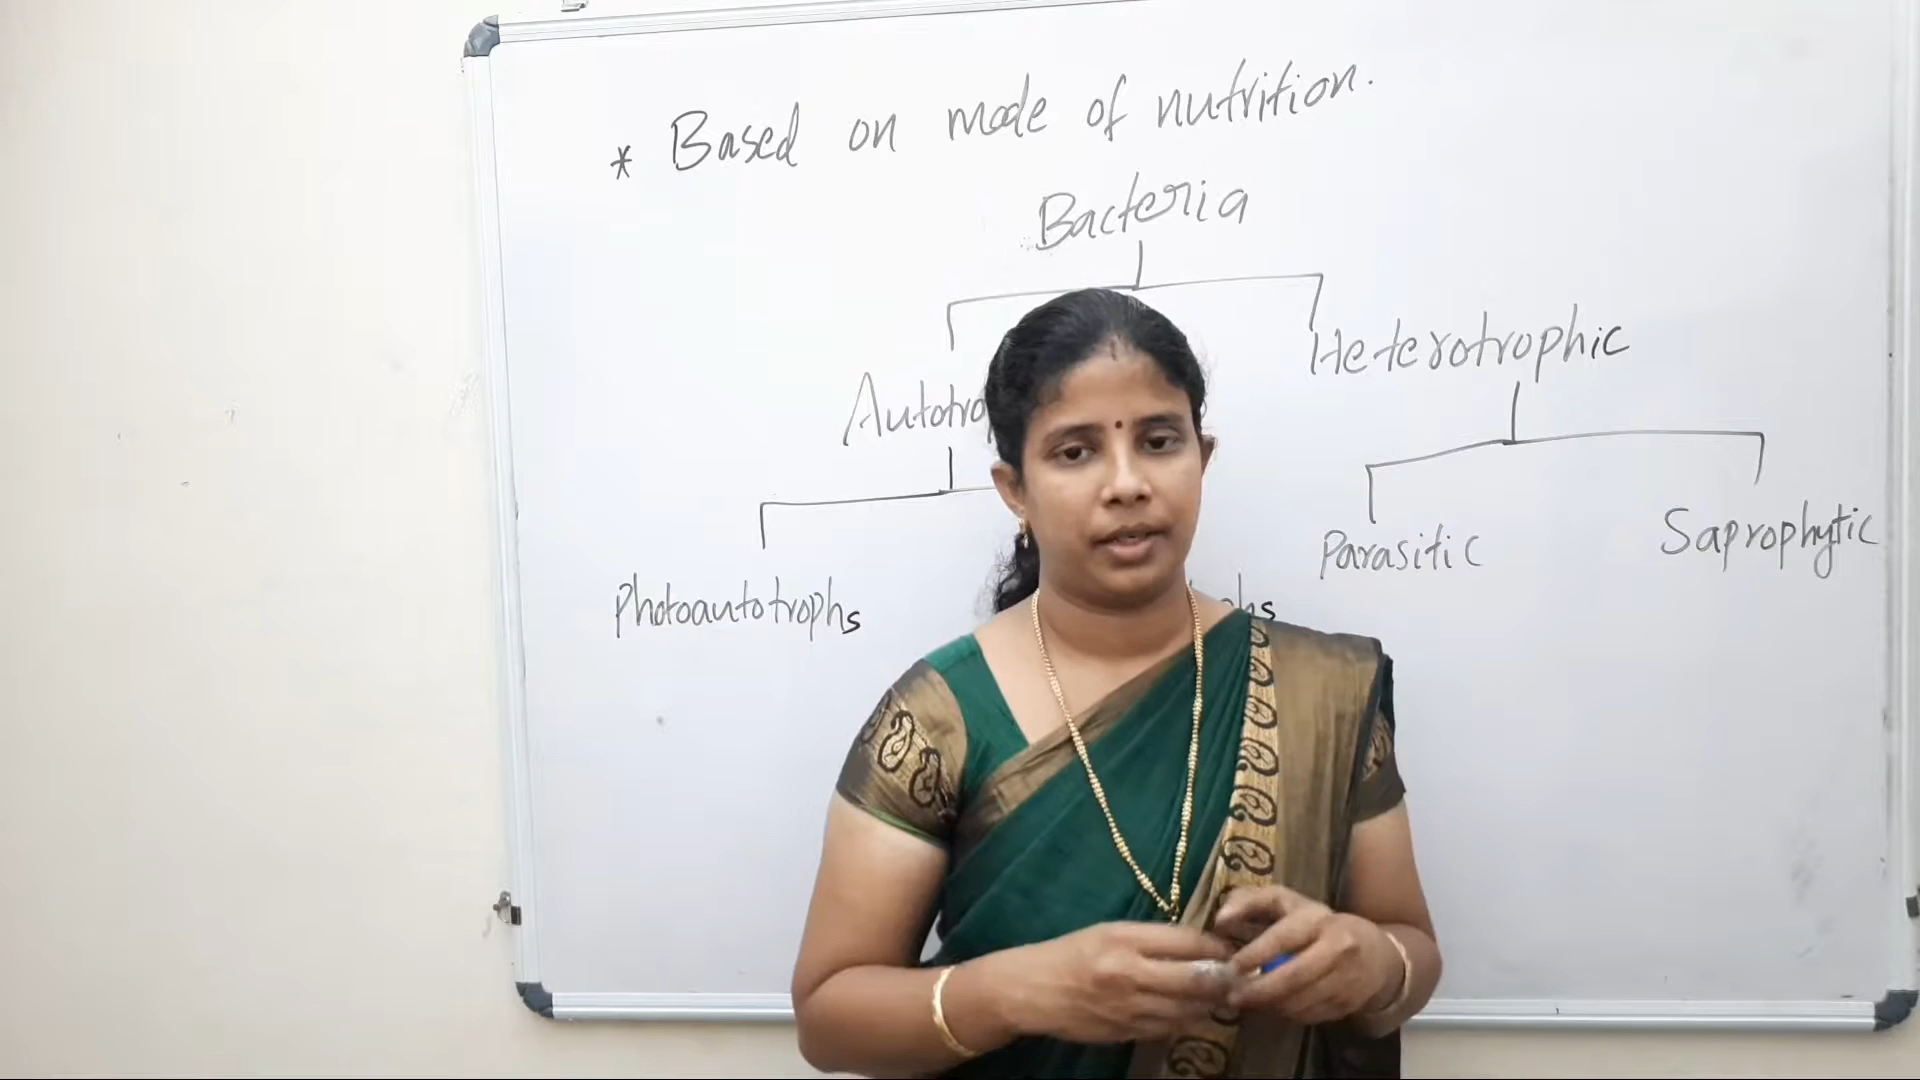 * Based on mode of nutrition.
Bacteria
Heterotrophic
Parasitic
Saprophytic
Photoautotrophs